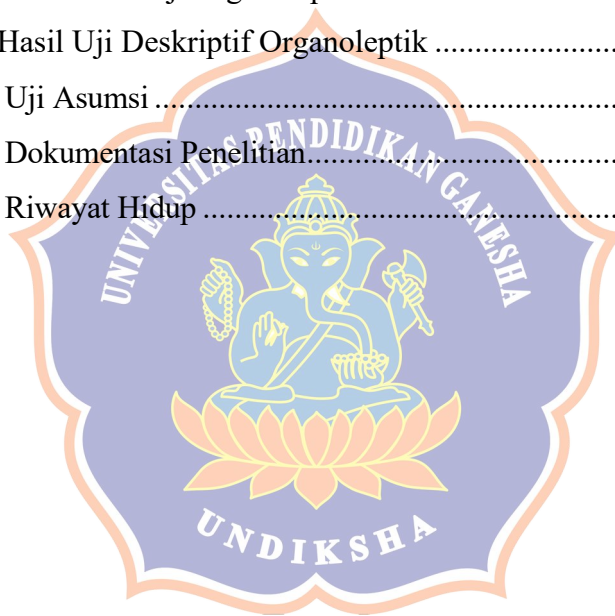 Hasil Uji Deskriptif Organoleptik .....................
Uji Asumsi .....................................................
Dokumentasi Penelitian...................................
Riwayat Hidup ................................................
UNIVERSITAS PENDIDIKAN GANESHA
UNDIKSHA